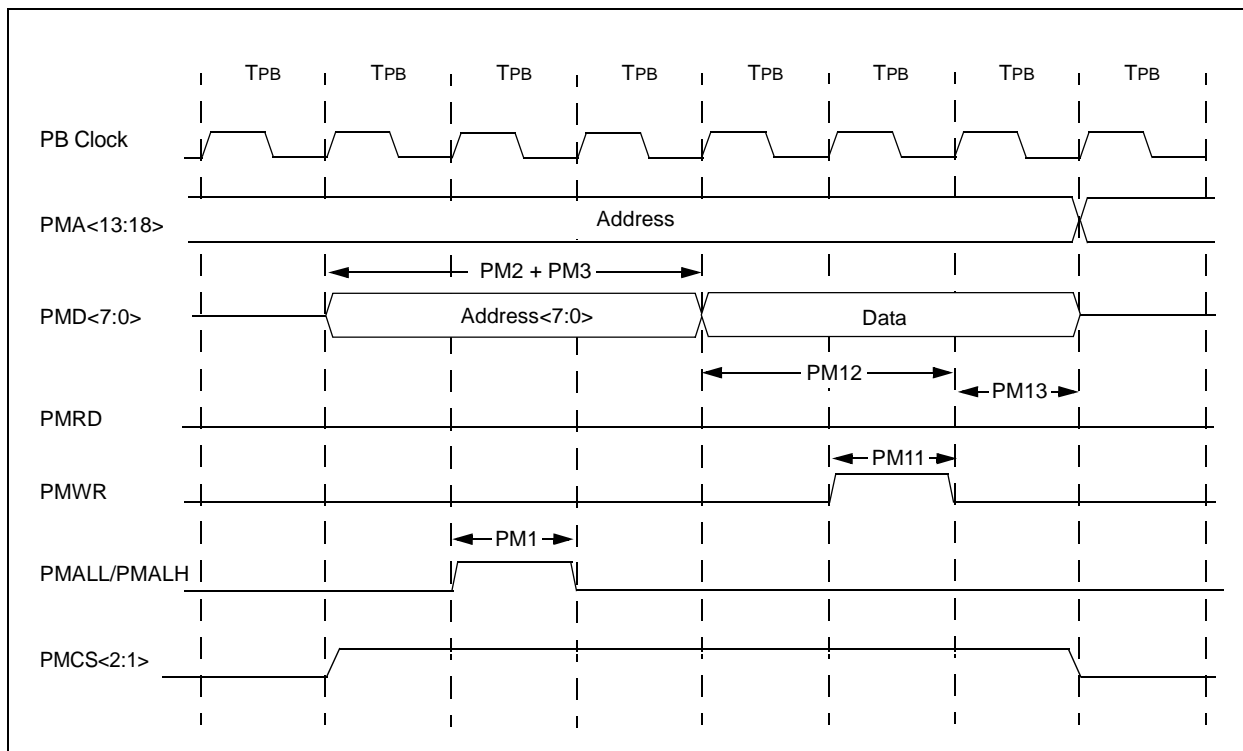 TPB TPB TPB TPB TPB TPB TPB TPB
PB Clock
PMA<13:18>
Address
PM2 + PM3
PMD<7:0>
Address<7:0>
Data
PM12
PM13
PMRD
PM11
PMWR
PM1
PMALL/PMALH
PMCS<2:1>